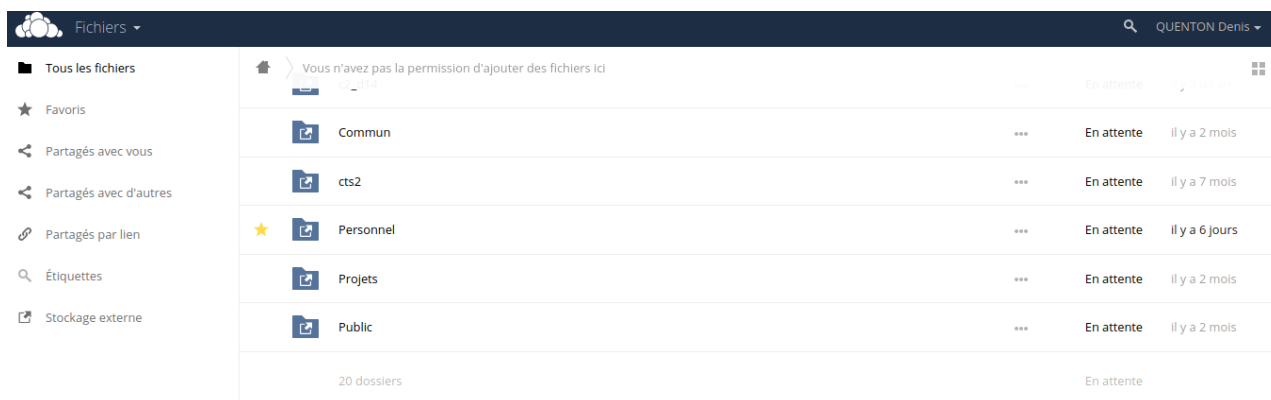 Fichiers
QUENTON Denis
Tous les fichiers
Vous n'avez pas la permission d'ajouter des fichiers ici
c2_d14 En attente
Favoris
Commun ••• En attente il y a 2 mois
Partagés avec vous
cts2 ••• En attente il y a 7 mois
Partagés avec d'autres
Personnel ••• En attente il y a 6 jours
Partagés par lien
Projets ••• En attente il y a 2 mois
Étiquettes
Stockage externe
Public ••• En attente il y a 2 mois
20 dossiers En attente